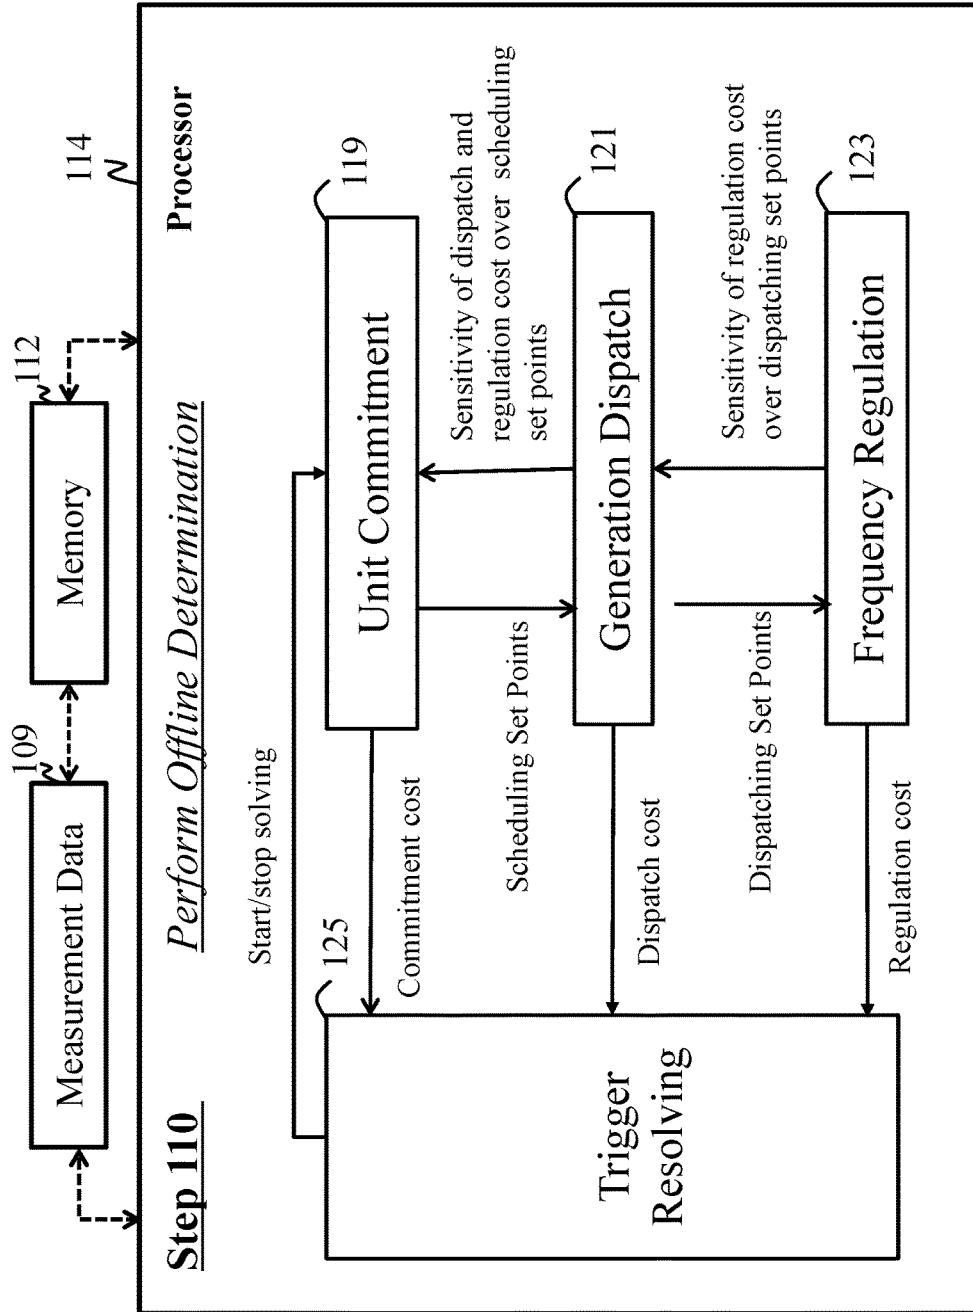 109
Measurement Data
112
Memory
114
Step 110
Perform Offline Determination
Processor
Start/stop solving
125
Trigger
Resolving
Commitment cost
119
Unit Commitment
Scheduling Set Points
Sensitivity of dispatch and
regulation cost over scheduling
set points
Dispatch cost
121
Generation Dispatch
Dispatching Set Points
Sensitivity of regulation cost
over dispatching set points
Regulation cost
123
Frequency Regulation